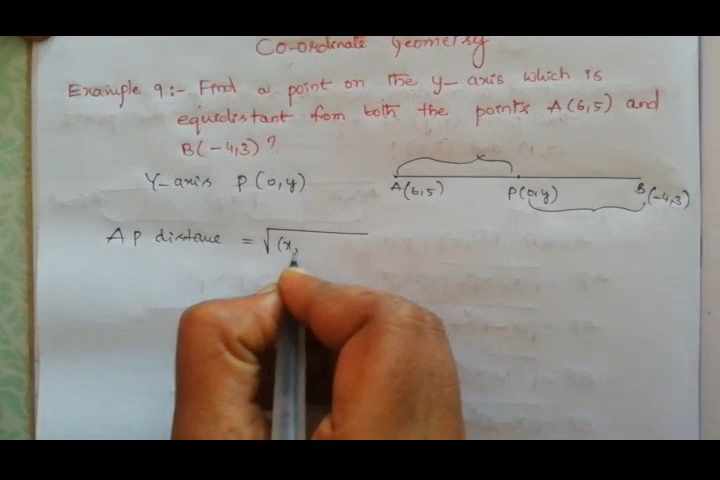 Co-ordinate Geometry
Example 9:- Find a point on the y-axis which is
equidistant from both the points A(6,5) and
B(-4,3)?
Y-axis P(0,y)
A(6,5) P(0,y) B(-4,3)
AP distance = √(x,